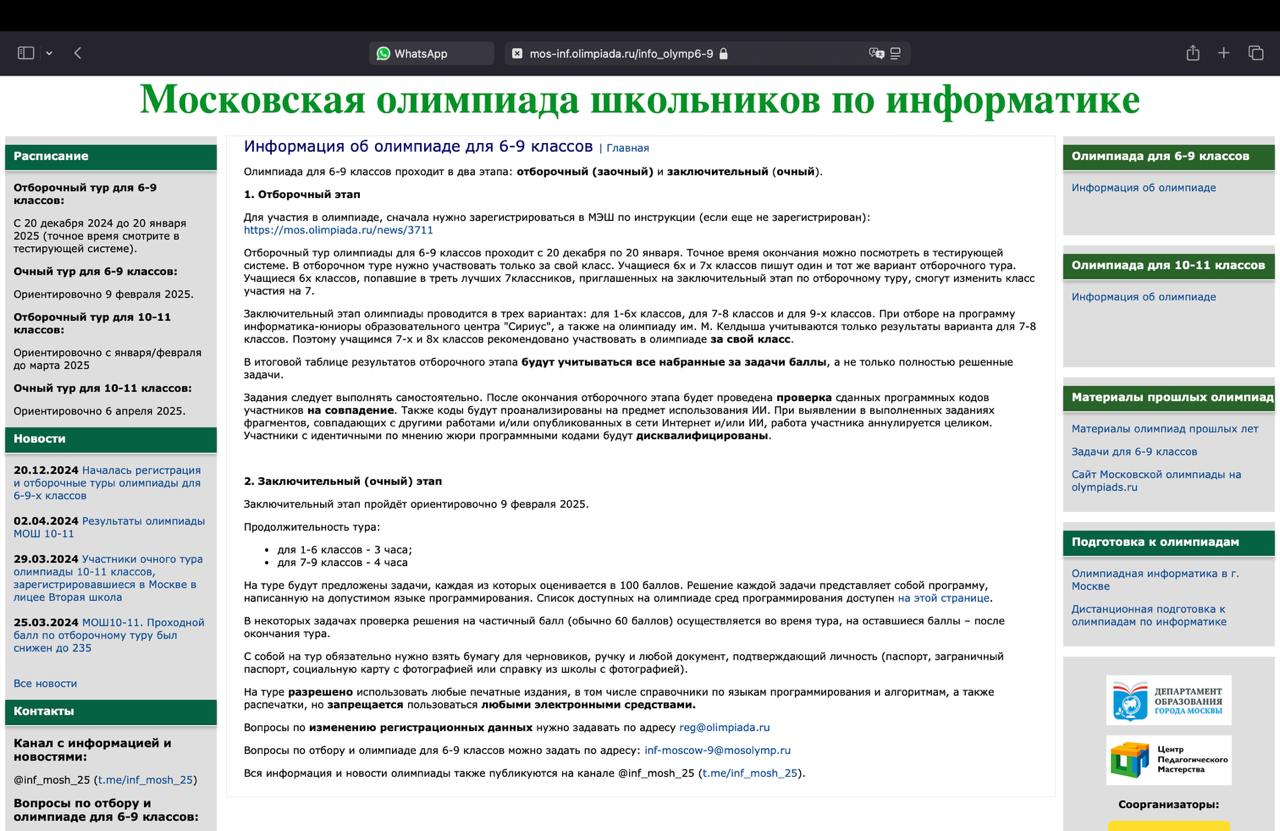 WhatsApp
mos-inf.olimpiada.ru/info_olymp6-9
Московская олимпиада школьников по информатике
Расписание
Отборочный тур для 6-9
классов:
С 20 декабря 2024 до 20 января
2025 (точное время смотрите в
тестирующей системе).
Очный тур для 6-9 классов:
Ориентировочно 9 февраля 2025.
Отборочный тур для 10-11
классов:
Ориентировочно с января/февраля
до марта 2025
Очный тур для 10-11 классов:
Ориентировочно 6 апреля 2025.
Новости
20.12.2024 Началась регистрация
и отборочные туры олимпиады для
6-9-х классов
02.04.2024 Результаты олимпиады
МОШ 10-11
29.03.2024 Участники очного тура
олимпиады 10-11 классов,
зарегистрировавшиеся в Москве в
лицее Вторая школа
25.03.2024 МОШ10-11. Проходной
балл по отборочному туру был
снижен до 235
Все новости
Контакты
Канал с информацией и
новостями:
@inf_mosh_25 (t.me/inf_mosh_25)
Вопросы по отбору и
олимпиаде для 6-9 классов:
Информация об олимпиаде для 6-9 классов | Главная
Олимпиада для 6-9 классов проходит в два этапа: отборочный (заочный) и заключительный (очный).
1. Отборочный этап
Для участия в олимпиаде, сначала нужно зарегистрироваться в МЭШ по инструкции (если еще не зарегистрирован):
https://mos.olimpiada.ru/news/3711
Отборочный тур олимпиады для 6-9 классов проходит с 20 декабря по 20 января. Точное время окончания можно посмотреть в тестирующей
системе. В отборочном туре нужно участвовать только за свой класс. Учащиеся 6х и 7х классов пишут один и тот же вариант отборочного тура.
Учащиеся 6х классов, попавшие в треть лучших 7классников, приглашенных на заключительный этап по отборочному туру, смогут изменить класс
участия на 7.
Заключительный этап олимпиады проводится в трех вариантах: для 1-6х классов, для 7-8 классов и для 9-х классов. При отборе на программу
информатика-юниоры образовательного центра "Сириус", а также на олимпиаду им. М. Келдыша учитываются только результаты варианта для 7-8
классов. Поэтому учащимся 7-х и 8х классов рекомендовано участвовать в олимпиаде за свой класс.
В итоговой таблице результатов отборочного этапа будут учитываться все набранные за задачи баллы, а не только полностью решенные
задачи.
Задания следует выполнять самостоятельно. После окончания отборочного этапа будет проведена проверка сданных программных кодов
участников на совпадение. Также коды будут проанализированы на предмет использования ИИ. При выявлении в выполненных заданиях
фрагментов, совпадающих с другими работами и/или опубликованных в сети Интернет и/или ИИ, работа участника аннулируется целиком.
Участники с идентичными по мнению жюри программными кодами будут дисквалифицированы.
2. Заключительный (очный) этап
Заключительный этап пройдёт ориентировочно 9 февраля 2025.
Продолжительность тура:
• для 1-6 классов - 3 часа;
• для 7-9 классов - 4 часа
На туре будут предложены задачи, каждая из которых оценивается в 100 баллов. Решение каждой задачи представляет собой программу,
написанную на допустимом языке программирования. Список доступных на олимпиаде сред программирования доступен на этой странице.
В некоторых задачах проверка решения на частичный балл (обычно 60 баллов) осуществляется во время тура, на оставшиеся баллы – после
окончания тура.
С собой на тур обязательно нужно взять бумагу для черновиков, ручку и любой документ, подтверждающий личность (паспорт, заграничный
паспорт, социальную карту с фотографией или справку из школы с фотографией).
На туре разрешено использовать любые печатные издания, в том числе справочники по языкам программирования и алгоритмам, а также
распечатки, но запрещается пользоваться любыми электронными средствами.
Вопросы по изменению регистрационных данных нужно задавать по адресу reg@olimpiada.ru
Вопросы по отбору и олимпиаде для 6-9 классов можно задать по адресу: inf-moscow-9@mosolymp.ru
Вся информация и новости олимпиады также публикуются на канале @inf_mosh_25 (t.me/inf_mosh_25).
Олимпиада для 6-9 классов
Информация об олимпиаде
Олимпиада для 10-11 классов
Информация об олимпиаде
Материалы прошлых олимпиад
Материалы олимпиад прошлых лет
Задачи для 6-9 классов
Сайт Московской олимпиады на
olympiads.ru
Подготовка к олимпиадам
Олимпиадная информатика в г.
Москве
Дистанционная подготовка к
олимпиадам по информатике
ДЕПАРТАМЕНТ
ОБРАЗОВАНИЯ
ГОРОДА МОСКВЫ
Центр
Педагогического
Мастерства
Соорганизаторы: